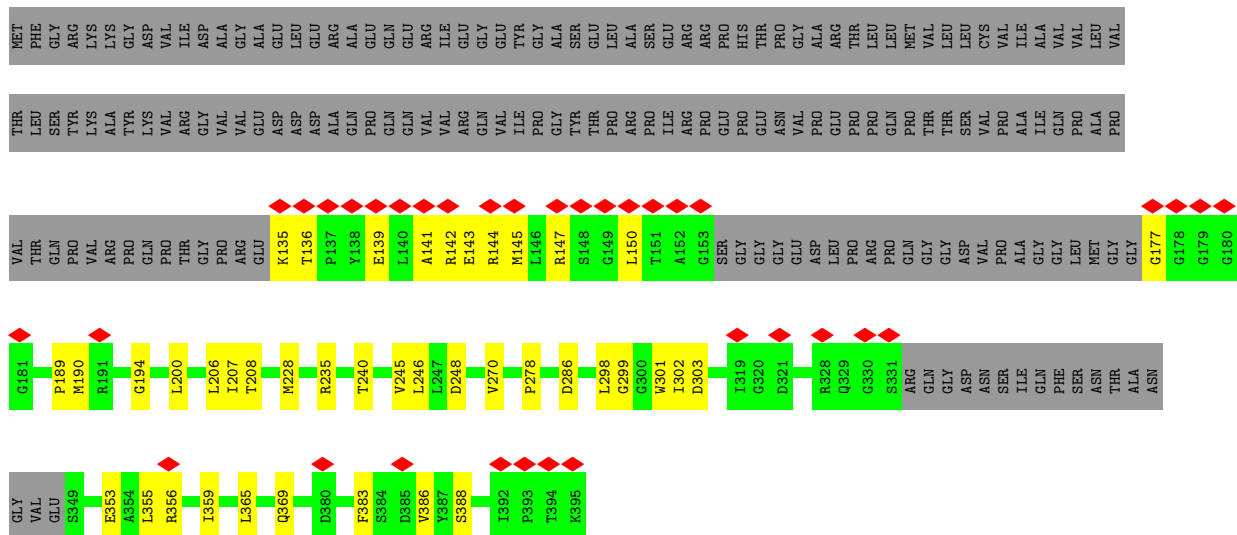 MET PHE GLY ARG LYS LYS GLY ASP VAL ILE ASP ALA GLY ALA GLU LEU GLU ARG ALA GLU GLN GLU ARG ILE GLU GLY GLU TYR GLY ALA SER GLU LEU ALA SER GLU ARG ARG PRO HIS THR PRO GLY ALA ARG THR LEU LEU MET VAL LEU LEU CYS VAL ILE ALA VAL VAL LEU VAL
THR LEU SER TYR LYS ALA TYR LYS VAL ARG GLY VAL VAL GLU ASP ASP ASP ALA GLN PRO GLN GLN VAL VAL ARG GLN VAL ILE PRO GLY TYR THR PRO ARG PRO ILE ARG PRO GLU PRO GLU ASN VAL PRO GLU PRO PRO GLN PRO THR THR SER VAL PRO ALA ILE GLN PRO ALA PRO
VAL THR GLN PRO VAL ARG PRO GLN PRO THR GLY PRO ARG GLU K135 T136 P137 Y138 E139 L140 A141 R142 E143 R144 M145 L146 R147 S148 G149 L150 T151 A152 G153 SER GLY GLY GLY GLU ASP LEU PRO ARG PRO GLN GLY GLY ASP VAL PRO ALA GLY GLY LEU MET GLY GLY G177 G178 G179 G180
G181 P189 M190 R191 G194 L200 L206 I207 T208 M228 R235 T240 V245 L246 L247 D248 V270 P278 D286 L298 G299 G300 W301 I302 D303 I319 G320 D321 R328 Q329 G330 S331 ARG GLN GLY ASP ASN SER ILE GLN PHE SER ASN THR ALA ASN
GLY VAL GLU S349 E353 A354 L355 R356 I359 L365 Q369 D380 F383 S384 D385 V386 Y387 S388 I392 P393 T394 K395